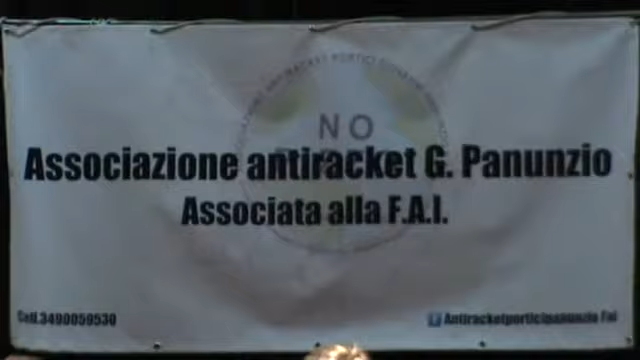 NO
Associazione antiracket G. Panunzio
Associata alla F.A.I.
Cell.3490059530
Antiracketporticipanunzio Fai